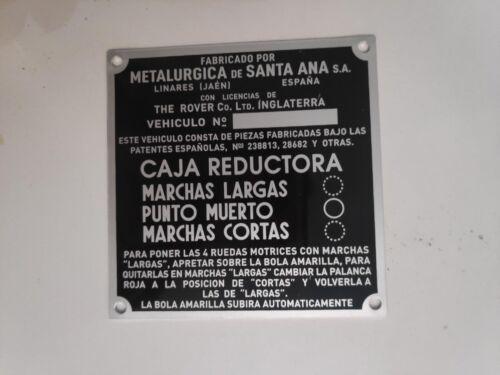 FABRICADO POR
METALURGICA DE SANTA ANA S.A.
LINARES (JAÉN) ESPAÑA
CON LICENCIAS DE
THE ROVER Co. LTD. INGLATERRA
VEHICULO Nº
ESTE VEHICULO CONSTA DE PIEZAS FABRICADAS BAJO LAS
PATENTES ESPAÑOLAS, Nºs 238813, 28682 Y OTRAS.
CAJA REDUCTORA
MARCHAS LARGAS
PUNTO MUERTO
MARCHAS CORTAS
PARA PONER LAS 4 RUEDAS MOTRICES CON MARCHAS
"LARGAS", APRETAR SOBRE LA BOLA AMARILLA, PARA
QUITARLAS EN MARCHAS "LARGAS" CAMBIAR LA PALANCA
ROJA A LA POSICION DE "CORTAS" Y VOLVERLA A
LAS DE "LARGAS".
LA BOLA AMARILLA SUBIRA AUTOMATICAMENTE